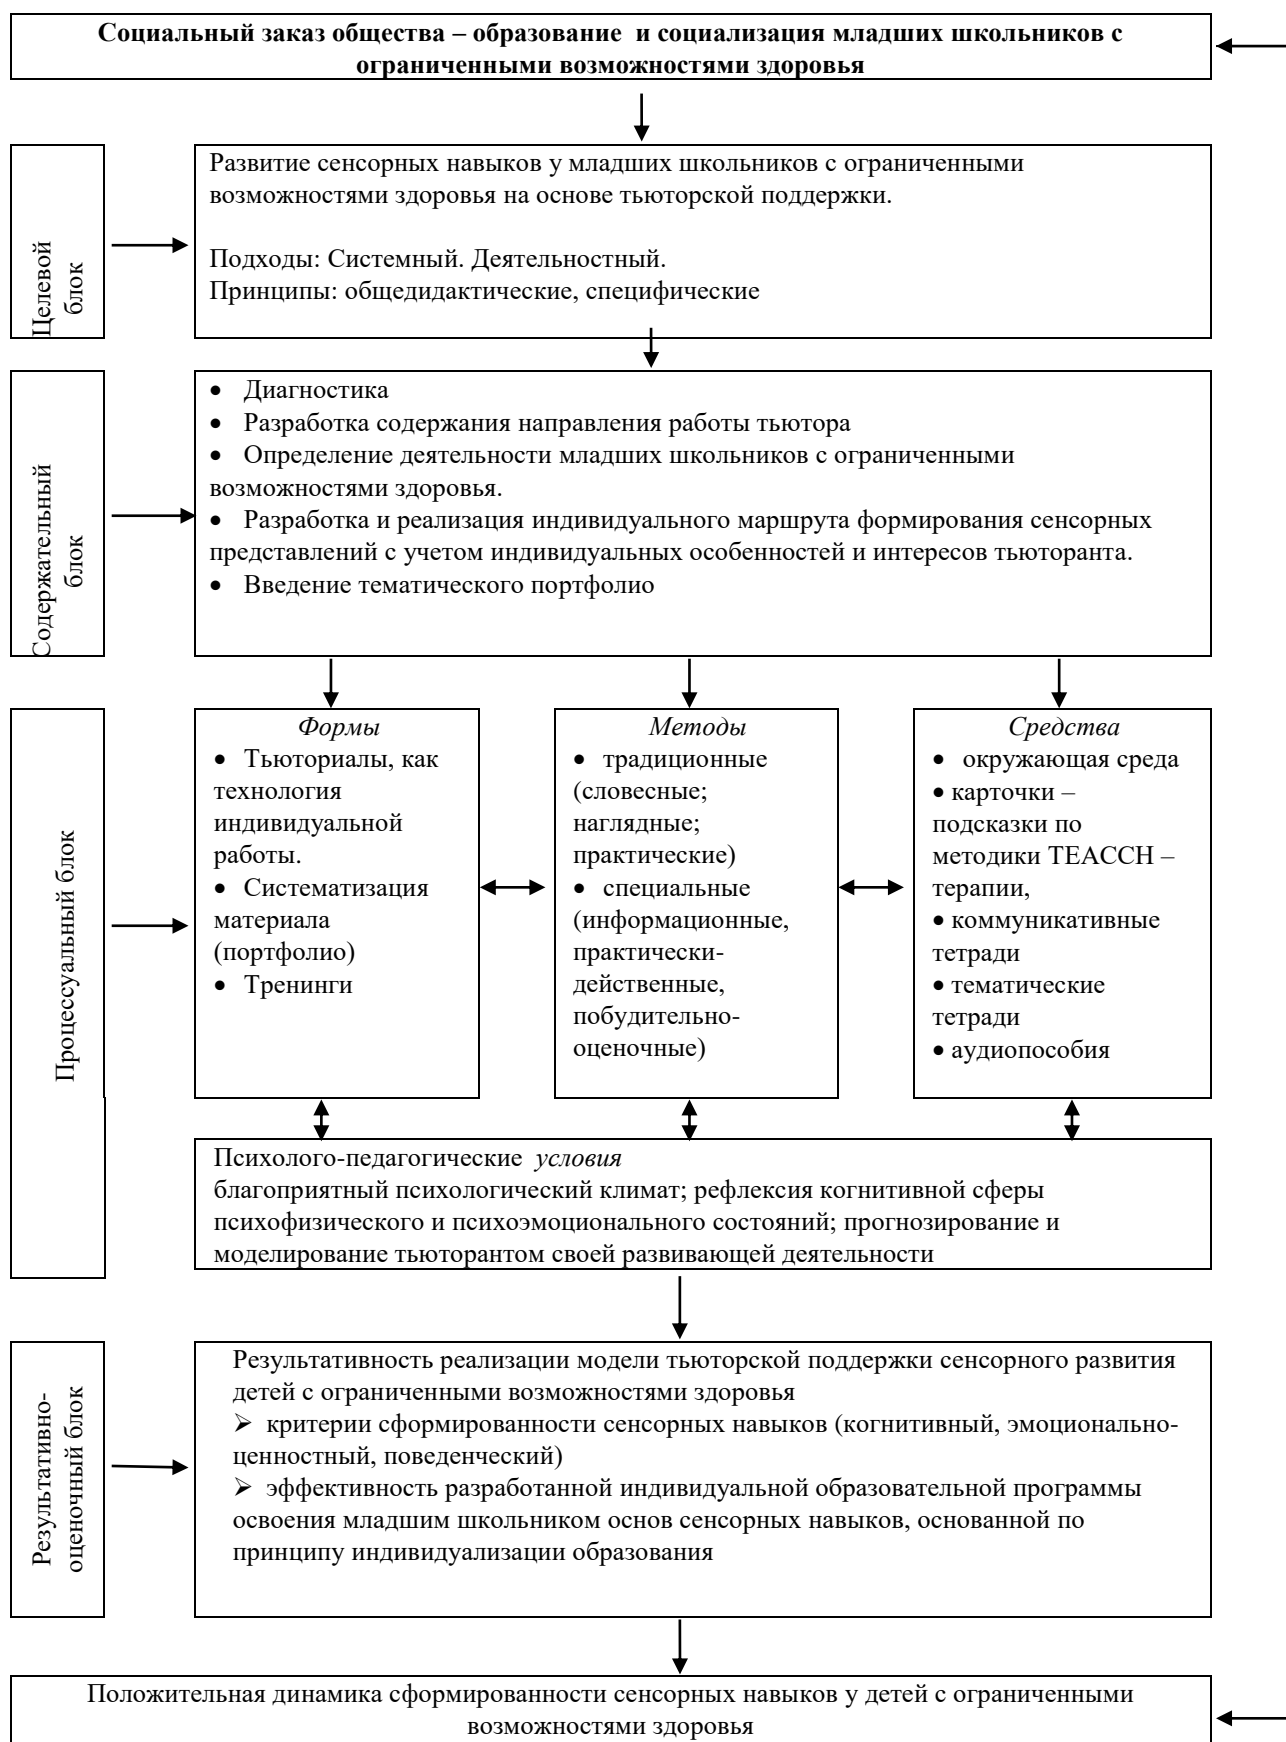 Социальный заказ общества – образование и социализация младших школьников с
ограниченными возможностями здоровья
Целевой
блок
Развитие сенсорных навыков у младших школьников с ограниченными
возможностями здоровья на основе тьюторской поддержки.
Подходы: Системный. Деятельностный.
Принципы: общедидактические, специфические
Содержательный
блок
• Диагностика
• Разработка содержания направления работы тьютора
• Определение деятельности младших школьников с ограниченными
возможностями здоровья.
• Разработка и реализация индивидуального маршрута формирования сенсорных
представлений с учетом индивидуальных особенностей и интересов тьюторанта.
• Введение тематического портфолио
Процессуальный блок
Формы
• Тьюториалы, как
технология
индивидуальной
работы.
• Систематизация
материала
(портфолио)
• Тренинги
Методы
• традиционные
(словесные;
наглядные;
практические)
• специальные
(информационные,
практически-
действенные,
побудительно-
оценочные)
Средства
• окружающая среда
• карточки –
подсказки по
методики TEACCH –
терапии,
• коммуникативные
тетради
• тематические
тетради
• аудиопособия
Психолого-педагогические условия
благоприятный психологический климат; рефлексия когнитивной сферы
психофизического и психоэмоционального состояний; прогнозирование и
моделирование тьюторантом своей развивающей деятельности
Результативно-
оценочный блок
Результативность реализации модели тьюторской поддержки сенсорного развития
детей с ограниченными возможностями здоровья
➢ критерии сформированности сенсорных навыков (когнитивный, эмоционально-
ценностный, поведенческий)
➢ эффективность разработанной индивидуальной образовательной программы
освоения младшим школьником основ сенсорных навыков, основанной по
принципу индивидуализации образования
Положительная динамика сформированности сенсорных навыков у детей с ограниченными
возможностями здоровья